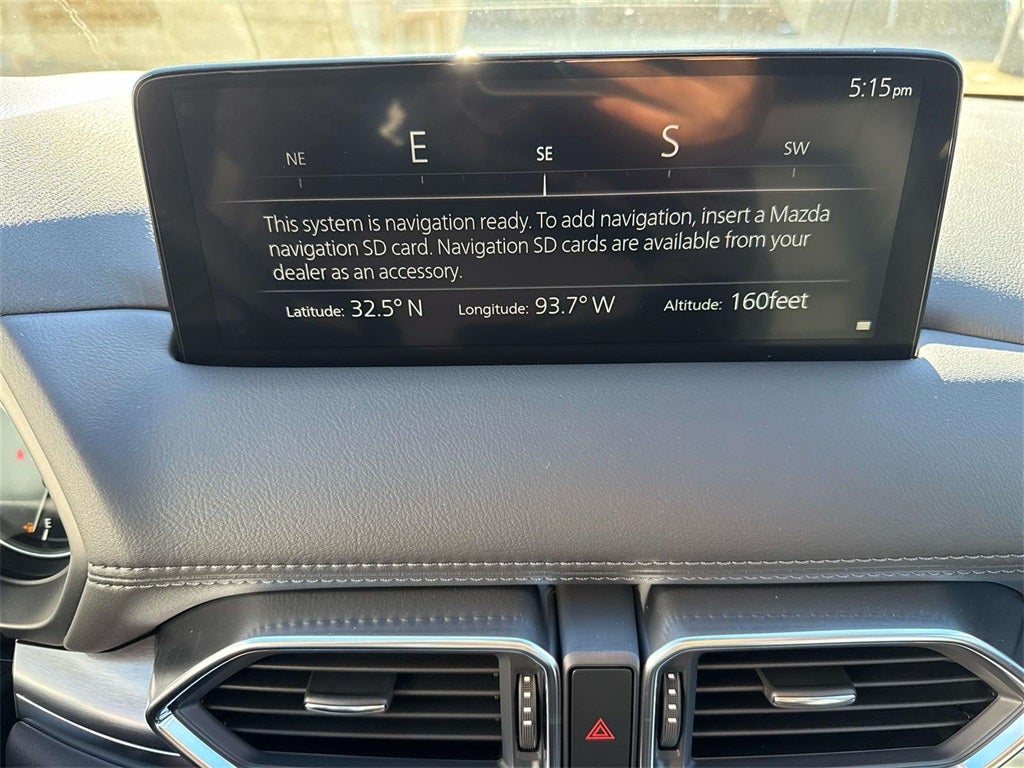 5:15pm
NE E SE S SW
This system is navigation ready. To add navigation, insert a Mazda
navigation SD card. Navigation SD cards are available from your
dealer as an accessory.
Latitude: 32.5° N Longitude: 93.7° W Altitude: 160feet
E